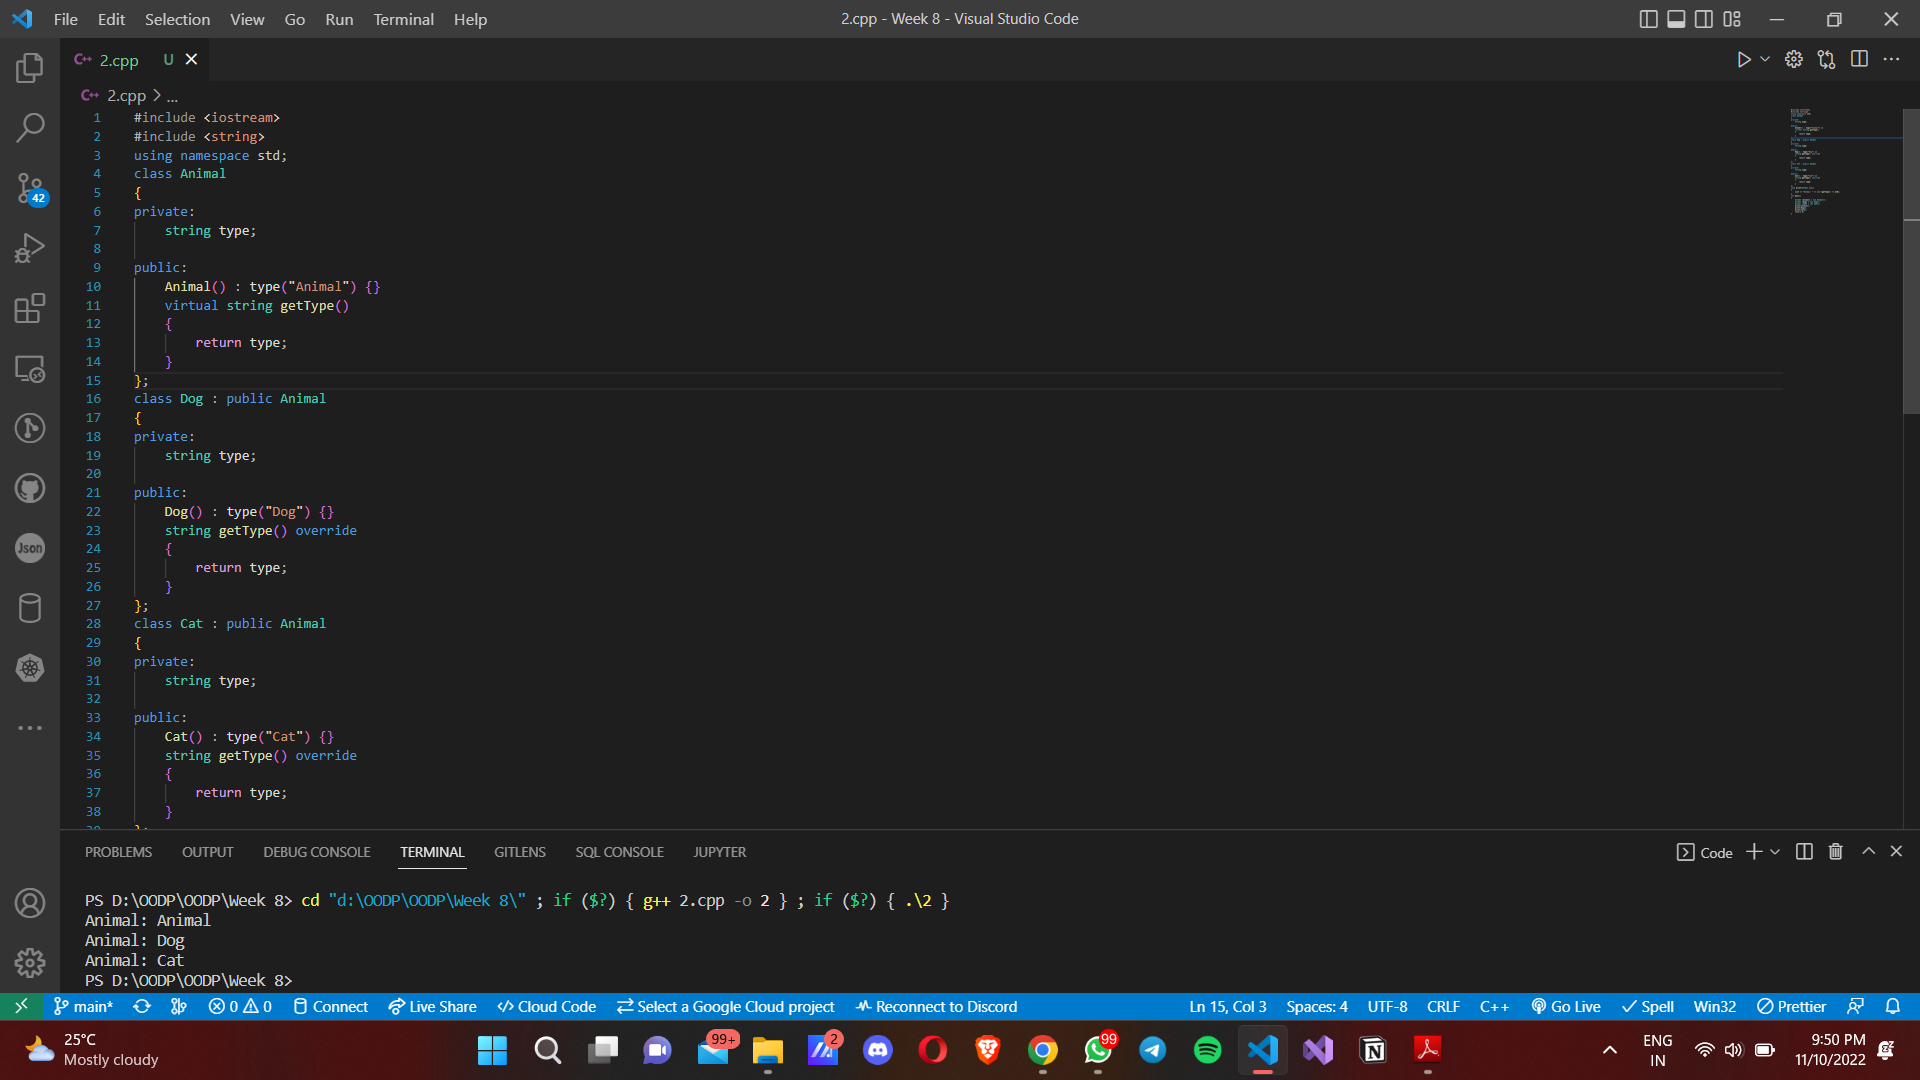 File Edit Selection View Go Run Terminal Help
2.cpp - Week 8 - Visual Studio Code
2.cpp U
2.cpp > ...
1 #include <iostream>
2 #include <string>
3 using namespace std;
4 class Animal
5 {
6 private:
7     string type;
8
9 public:
10     Animal() : type("Animal") {}
11     virtual string getType()
12     {
13         return type;
14     }
15 };
16 class Dog : public Animal
17 {
18 private:
19     string type;
20
21 public:
22     Dog() : type("Dog") {}
23     string getType() override
24     {
25         return type;
26     }
27 };
28 class Cat : public Animal
29 {
30 private:
31     string type;
32
33 public:
34     Cat() : type("Cat") {}
35     string getType() override
36     {
37         return type;
38     }
39 };
42
Json
PROBLEMS OUTPUT DEBUG CONSOLE TERMINAL GITLENS SQL CONSOLE JUPYTER
Code
PS D:\OODP\OODP\Week 8> cd "d:\OODP\OODP\Week 8\" ; if ($?) { g++ 2.cpp -o 2 } ; if ($?) { .\2 }
Animal: Animal
Animal: Dog
Animal: Cat
PS D:\OODP\OODP\Week 8>
main* 0 0 Connect Live Share Cloud Code Select a Google Cloud project Reconnect to Discord Ln 15, Col 3 Spaces: 4 UTF-8 CRLF C++ Go Live Spell Win32 Prettier
25°C
Mostly cloudy
99+ 2 99
ENG
IN
9:50 PM
11/10/2022